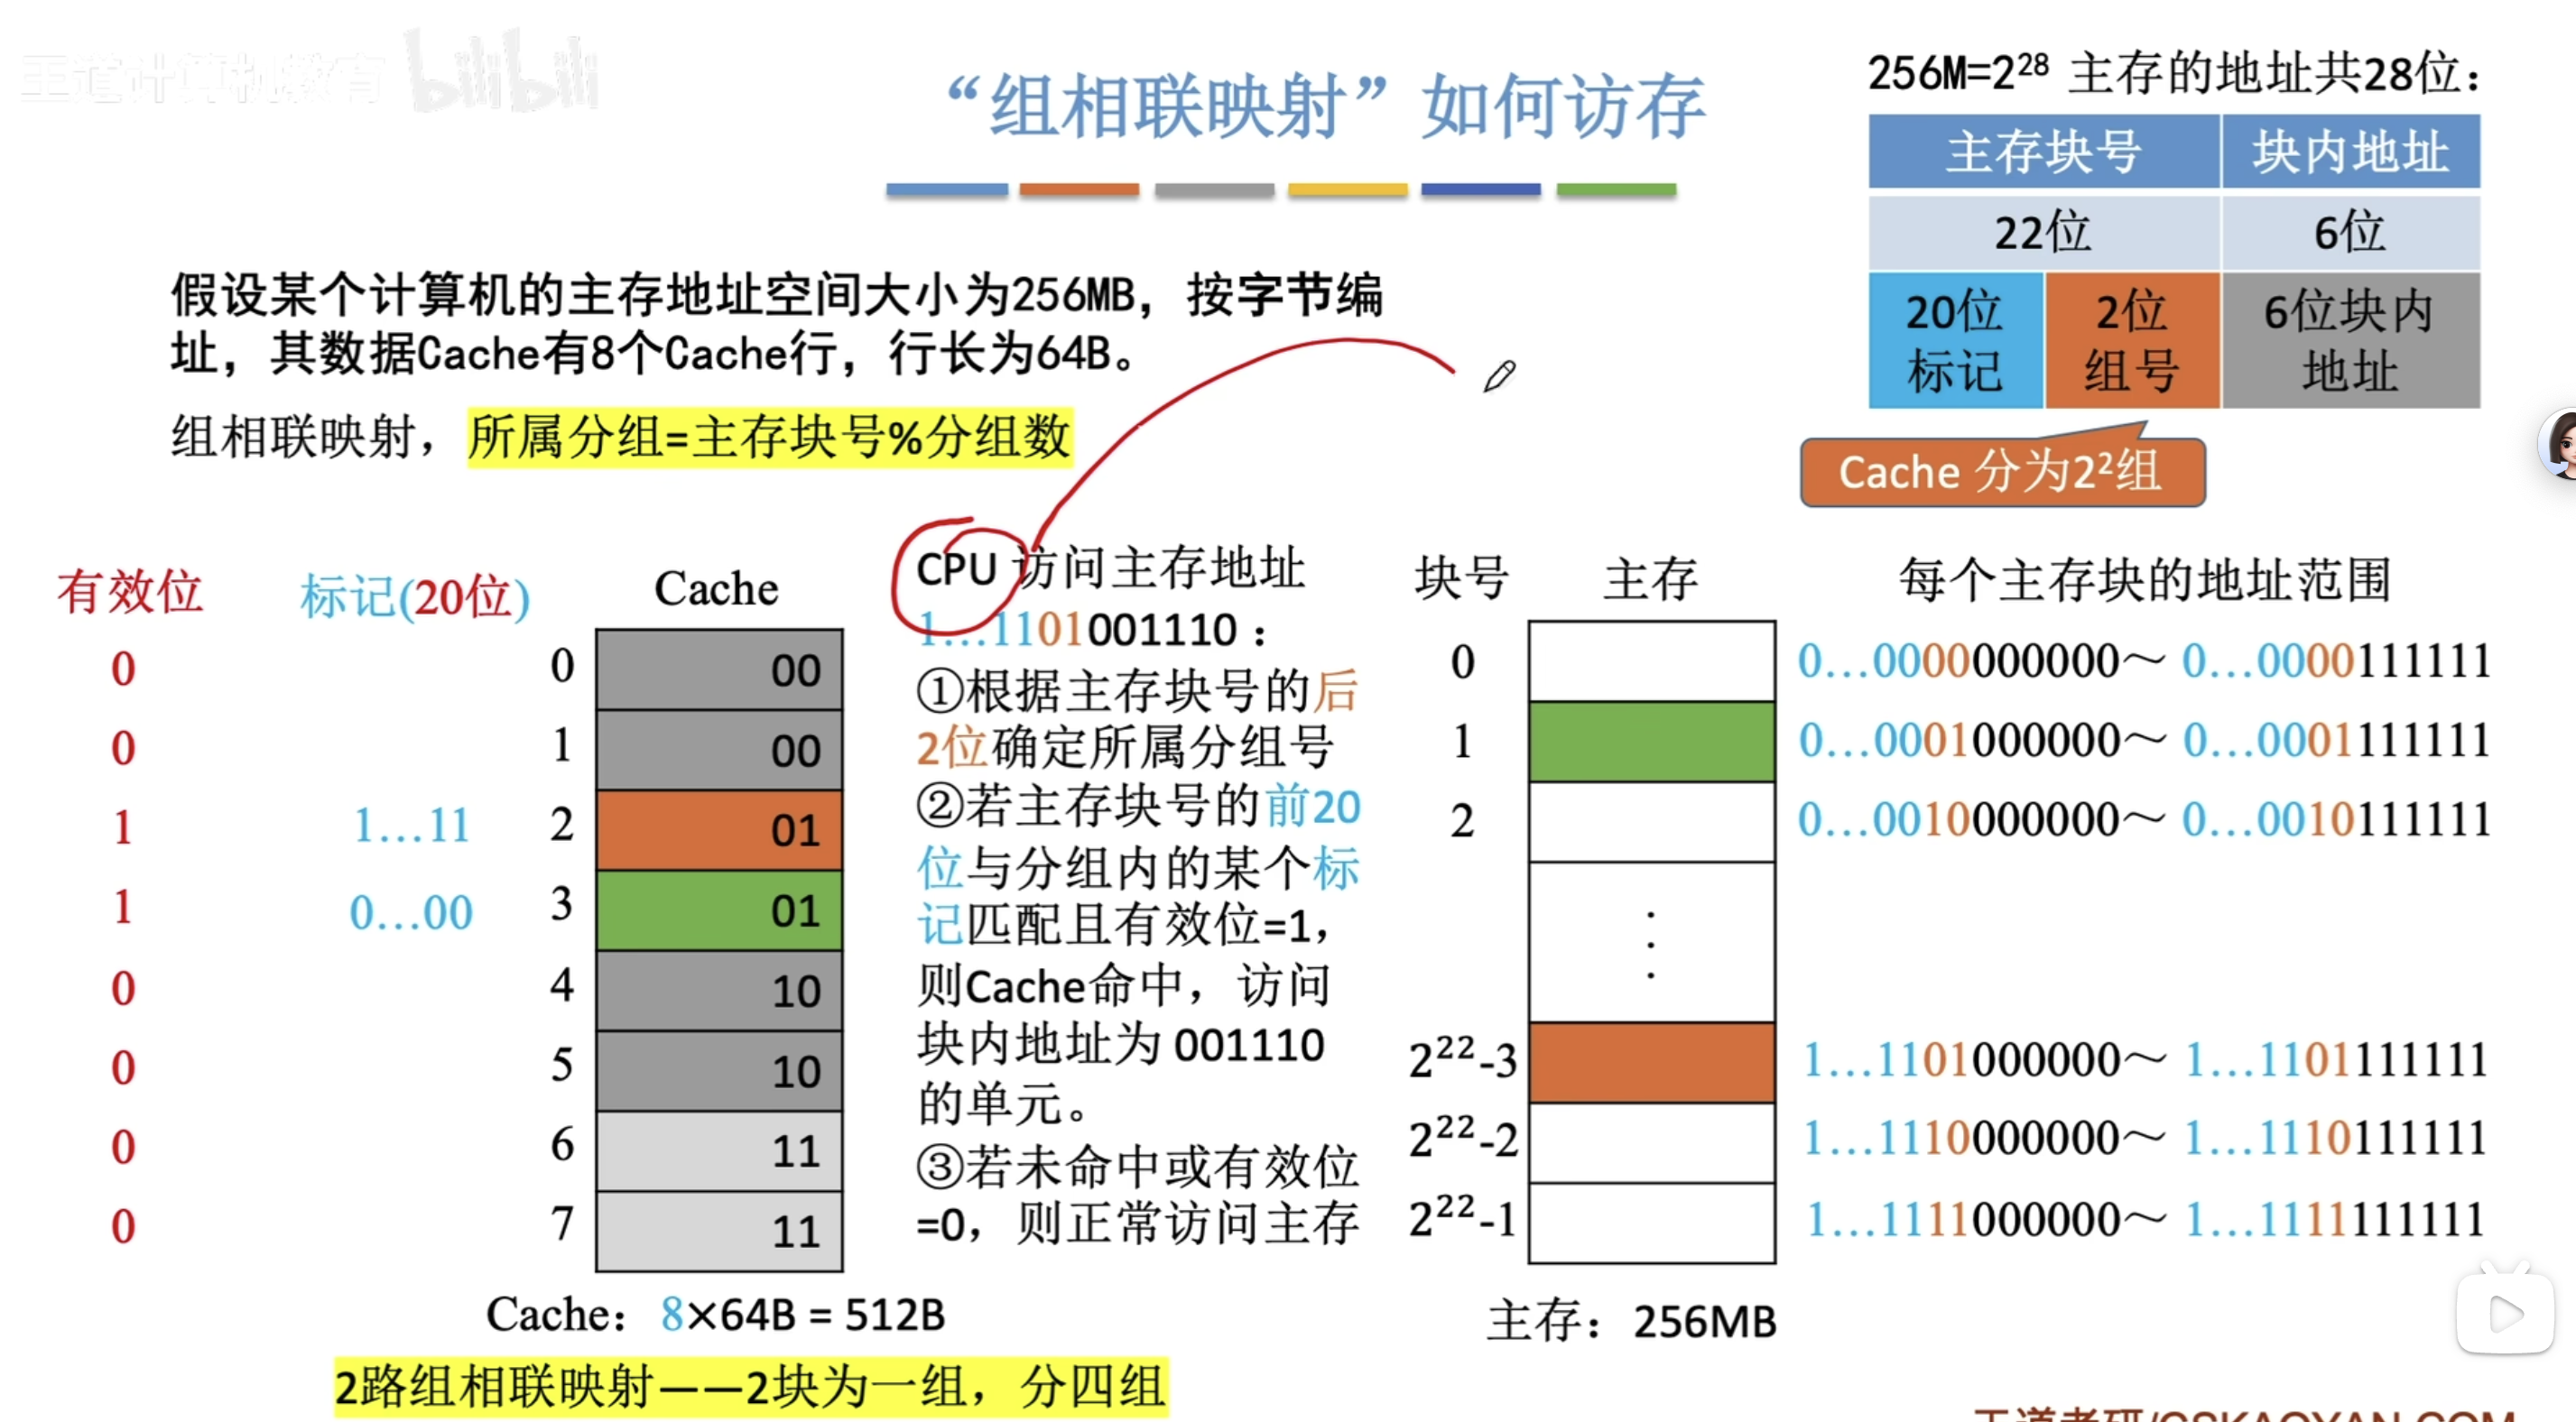 王道计算机教育 bilibili
“组相联映射”如何访存
256M=2²⁸ 主存的地址共28位：
主存块号 块内地址
22位 6位
20位标记 2位组号 6位块内地址
Cache 分为2²组
假设某个计算机的主存地址空间大小为256MB，按字节编
址，其数据Cache有8个Cache行，行长为64B。
组相联映射，所属分组=主存块号%分组数
有效位 标记(20位) Cache
0 0 00
0 1 00
1 1…11 2 01
1 0…00 3 01
0 4 10
0 5 10
0 6 11
0 7 11
Cache：8×64B = 512B
2路组相联映射——2块为一组，分四组
CPU 访问主存地址
1…1101001110：
①根据主存块号的后
2位确定所属分组号
②若主存块号的前20
位与分组内的某个标
记匹配且有效位=1，
则Cache命中，访问
块内地址为 001110
的单元。
③若未命中或有效位
=0，则正常访问主存
块号 主存 每个主存块的地址范围
0 0…0000000000～ 0…0000111111
1 0…0001000000～ 0…0001111111
2 0…0010000000～ 0…0010111111
⋮
2²²-3 1…1101000000～ 1…1101111111
2²²-2 1…1110000000～ 1…1110111111
2²²-1 1…1111000000～ 1…1111111111
主存：256MB
王道考研/CSKAOYAN.COM